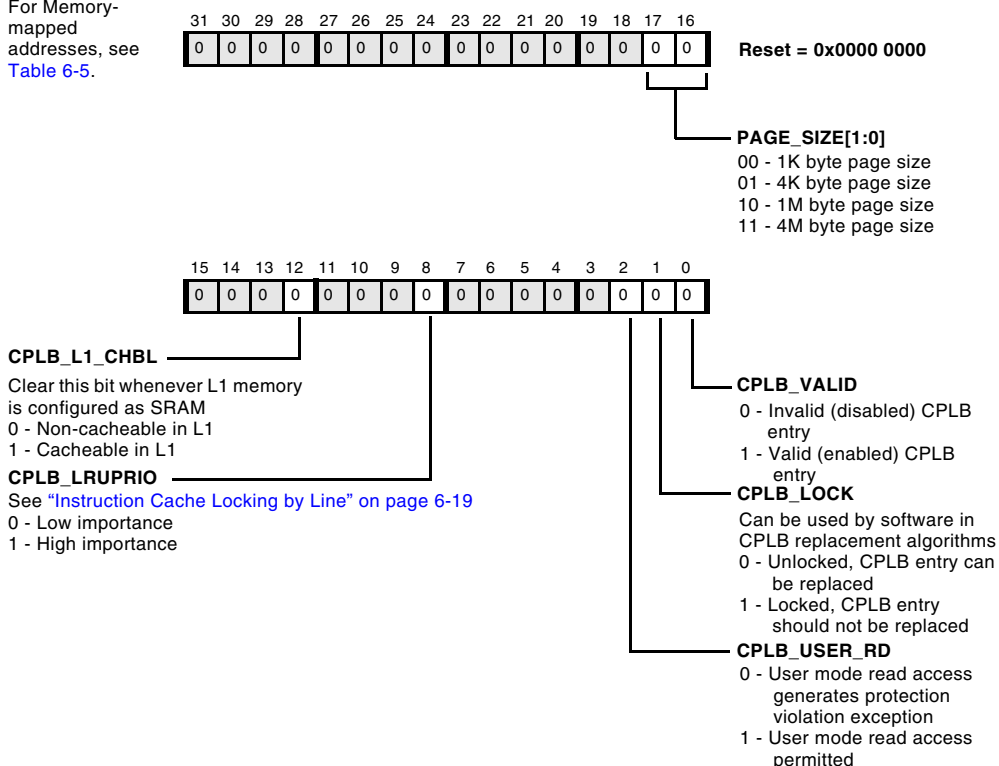 For Memory-
mapped
addresses, see
Table 6-5.
31 30 29 28 27 26 25 24 23 22 21 20 19 18 17 16
0 0 0 0 0 0 0 0 0 0 0 0 0 0 0 0
Reset = 0x0000 0000
PAGE_SIZE[1:0]
00 - 1K byte page size
01 - 4K byte page size
10 - 1M byte page size
11 - 4M byte page size
15 14 13 12 11 10 9 8 7 6 5 4 3 2 1 0
0 0 0 0 0 0 0 0 0 0 0 0 0 0 0 0
CPLB_L1_CHBL
Clear this bit whenever L1 memory
is configured as SRAM
0 - Non-cacheable in L1
1 - Cacheable in L1
CPLB_LRUPRIO
See “Instruction Cache Locking by Line” on page 6-19
0 - Low importance
1 - High importance
CPLB_VALID
0 - Invalid (disabled) CPLB
entry
1 - Valid (enabled) CPLB
entry
CPLB_LOCK
Can be used by software in
CPLB replacement algorithms
0 - Unlocked, CPLB entry can
be replaced
1 - Locked, CPLB entry
should not be replaced
CPLB_USER_RD
0 - User mode read access
generates protection
violation exception
1 - User mode read access
permitted